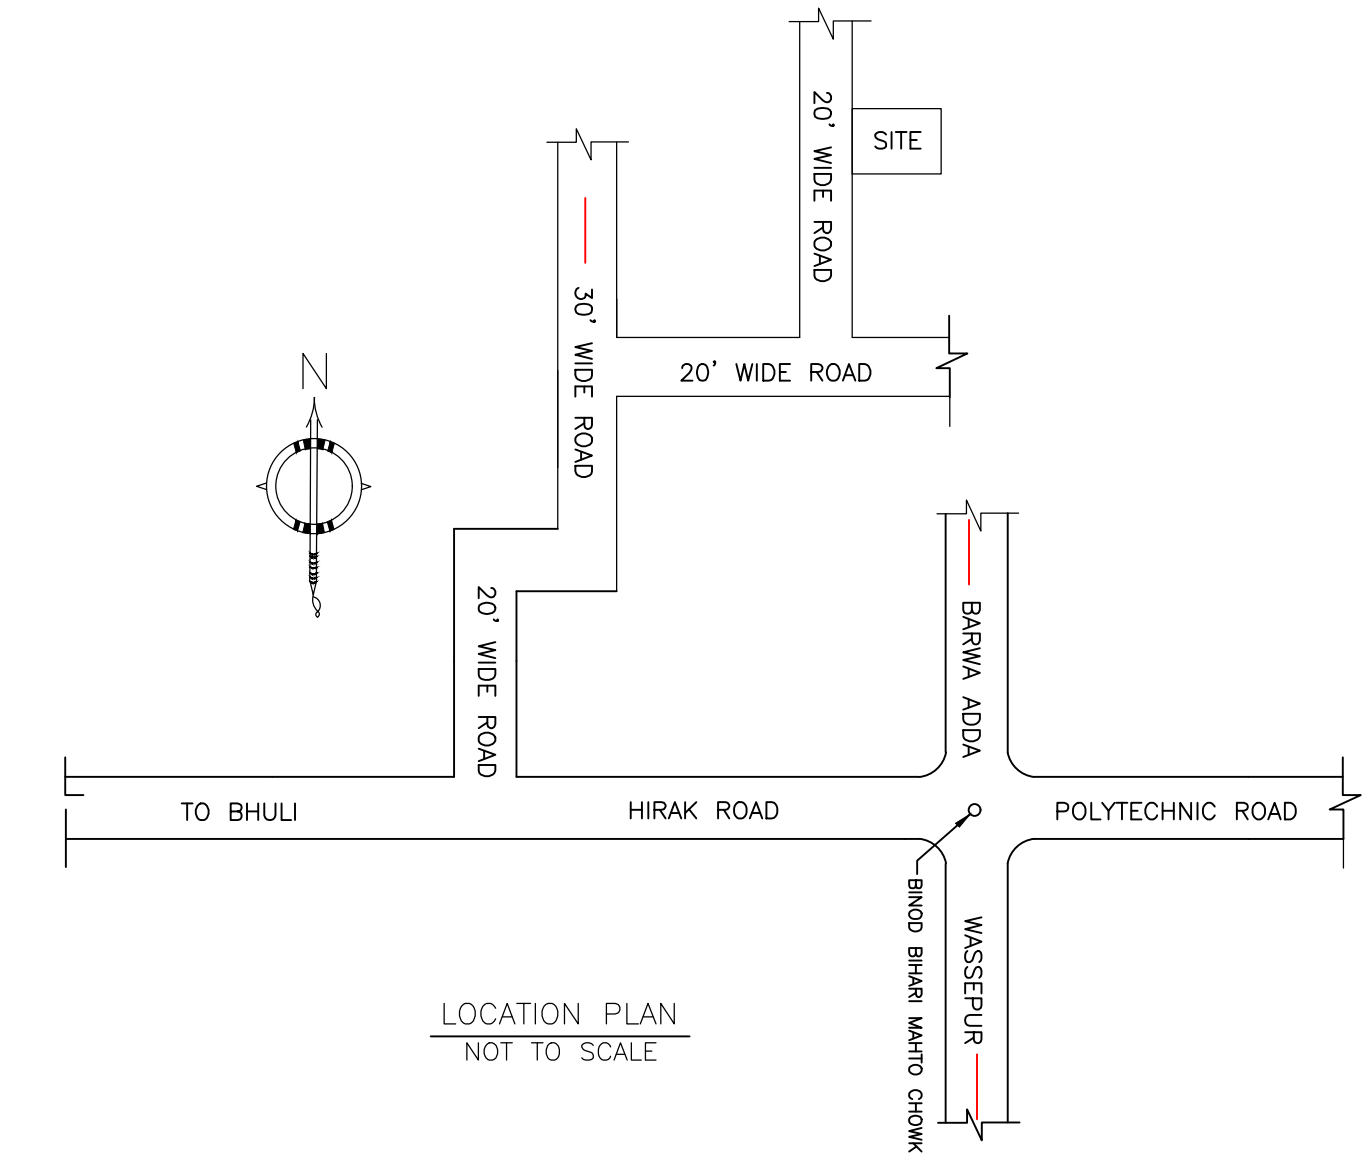 20' WIDE ROAD
SITE
30' WIDE ROAD
20' WIDE ROAD
N
20' WIDE ROAD
BARWA ADDA
TO BHULI
HIRAK ROAD
POLYTECHNIC ROAD
BINOD BIHARI MAHTO CHOWK
WASSEPUR
LOCATION PLAN
NOT TO SCALE